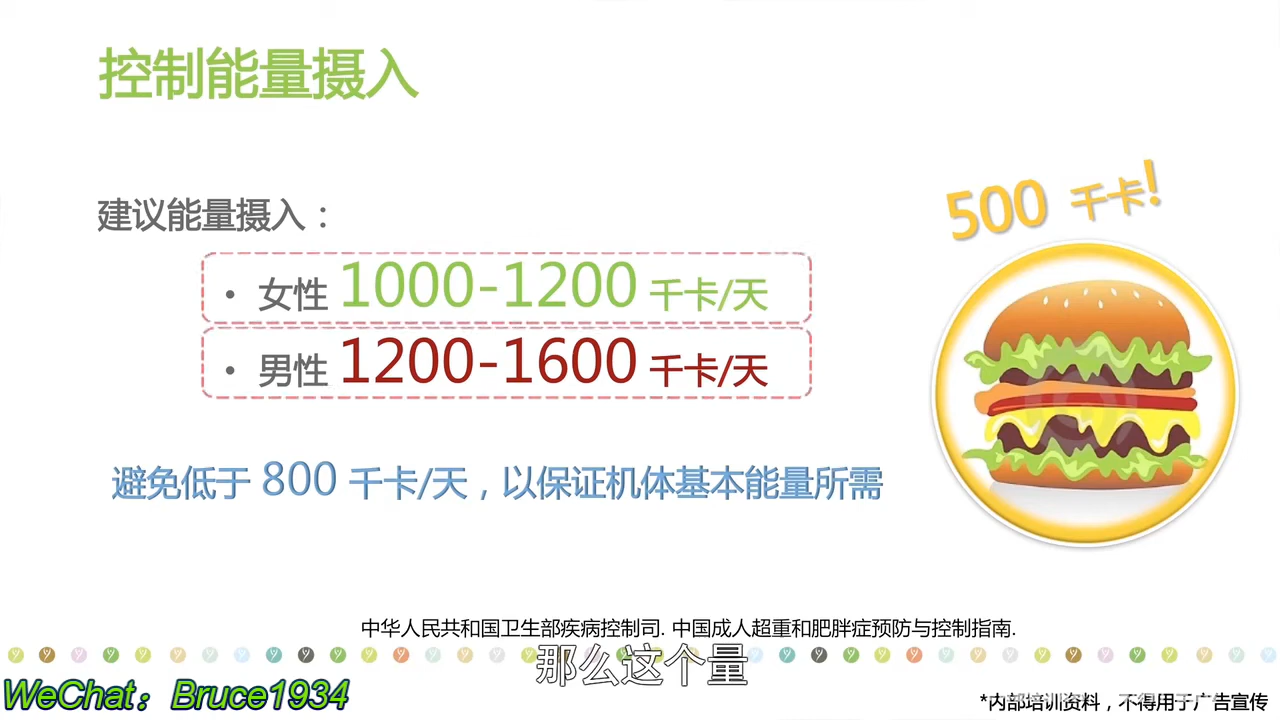 控制能量摄入
500 千卡!
建议能量摄入：
• 女性 1000-1200 千卡/天
• 男性 1200-1600 千卡/天
避免低于 800 千卡/天，以保证机体基本能量所需
中华人民共和国卫生部疾病控制司. 中国成人超重和肥胖症预防与控制指南.
那么这个量
WeChat：Bruce1934
*内部培训资料，不得用于广告宣传